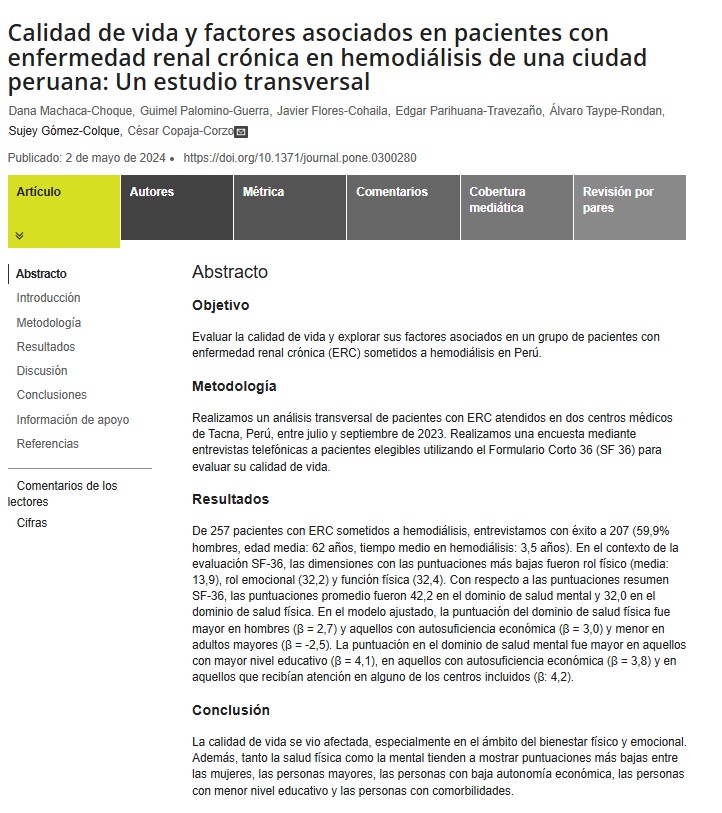 Calidad de vida y factores asociados en pacientes con
enfermedad renal crónica en hemodiálisis de una ciudad
peruana: Un estudio transversal
Dana Machaca-Choque, Guimel Palomino-Guerra, Javier Flores-Cohaila, Edgar Parihuana-Travezaño, Álvaro Taype-Rondan,
Sujey Gómez-Colque, César Copaja-Corzo
Publicado: 2 de mayo de 2024 • https://doi.org/10.1371/journal.pone.0300280
Artículo
Autores
Métrica
Comentarios
Cobertura
mediática
Revisión por
pares
Abstracto
Introducción
Metodología
Resultados
Discusión
Conclusiones
Información de apoyo
Referencias
Comentarios de los
lectores
Cifras
Abstracto
Objetivo
Evaluar la calidad de vida y explorar sus factores asociados en un grupo de pacientes con
enfermedad renal crónica (ERC) sometidos a hemodiálisis en Perú.
Metodología
Realizamos un análisis transversal de pacientes con ERC atendidos en dos centros médicos
de Tacna, Perú, entre julio y septiembre de 2023. Realizamos una encuesta mediante
entrevistas telefónicas a pacientes elegibles utilizando el Formulario Corto 36 (SF 36) para
evaluar su calidad de vida.
Resultados
De 257 pacientes con ERC sometidos a hemodiálisis, entrevistamos con éxito a 207 (59,9%
hombres, edad media: 62 años, tiempo medio en hemodiálisis: 3,5 años). En el contexto de la
evaluación SF-36, las dimensiones con las puntuaciones más bajas fueron rol físico (media:
13,9), rol emocional (32,2) y función física (32,4). Con respecto a las puntuaciones resumen
SF-36, las puntuaciones promedio fueron 42,2 en el dominio de salud mental y 32,0 en el
dominio de salud física. En el modelo ajustado, la puntuación del dominio de salud física fue
mayor en hombres (β = 2,7) y aquellos con autosuficiencia económica (β = 3,0) y menor en
adultos mayores (β = -2,5). La puntuación en el dominio de salud mental fue mayor en aquellos
con mayor nivel educativo (β = 4,1), en aquellos con autosuficiencia económica (β = 3,8) y en
aquellos que recibían atención en alguno de los centros incluidos (β: 4,2).
Conclusión
La calidad de vida se vio afectada, especialmente en el ámbito del bienestar físico y emocional.
Además, tanto la salud física como la mental tienden a mostrar puntuaciones más bajas entre
las mujeres, las personas mayores, las personas con baja autonomía económica, las personas
con menor nivel educativo y las personas con comorbilidades.